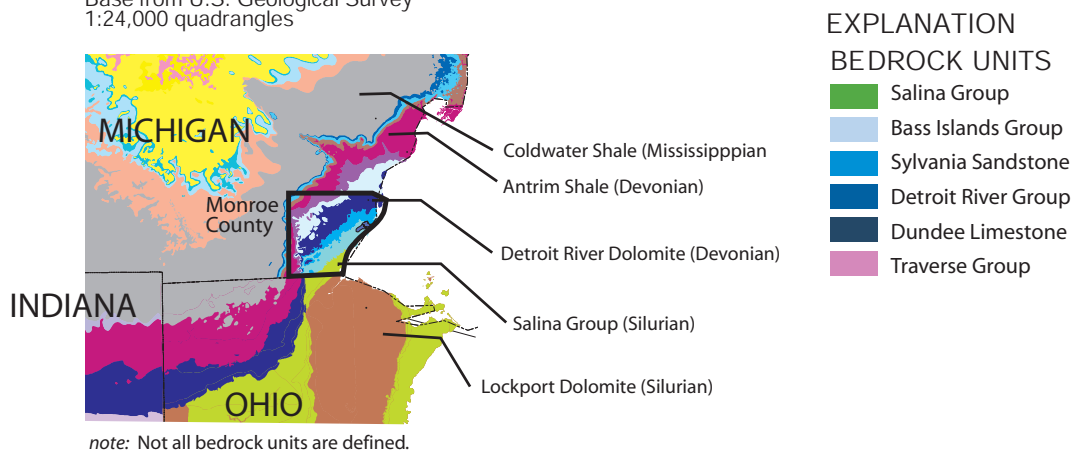 Base from U.S. Geological Survey
1:24,000 quadrangles
EXPLANATION
BEDROCK UNITS
Salina Group
Bass Islands Group
Sylvania Sandstone
Detroit River Group
Dundee Limestone
Traverse Group
MICHIGAN
Coldwater Shale (Mississipppian
Antrim Shale (Devonian)
Monroe
County
Detroit River Dolomite (Devonian)
INDIANA
Salina Group (Silurian)
Lockport Dolomite (Silurian)
OHIO
note: Not all bedrock units are defined.